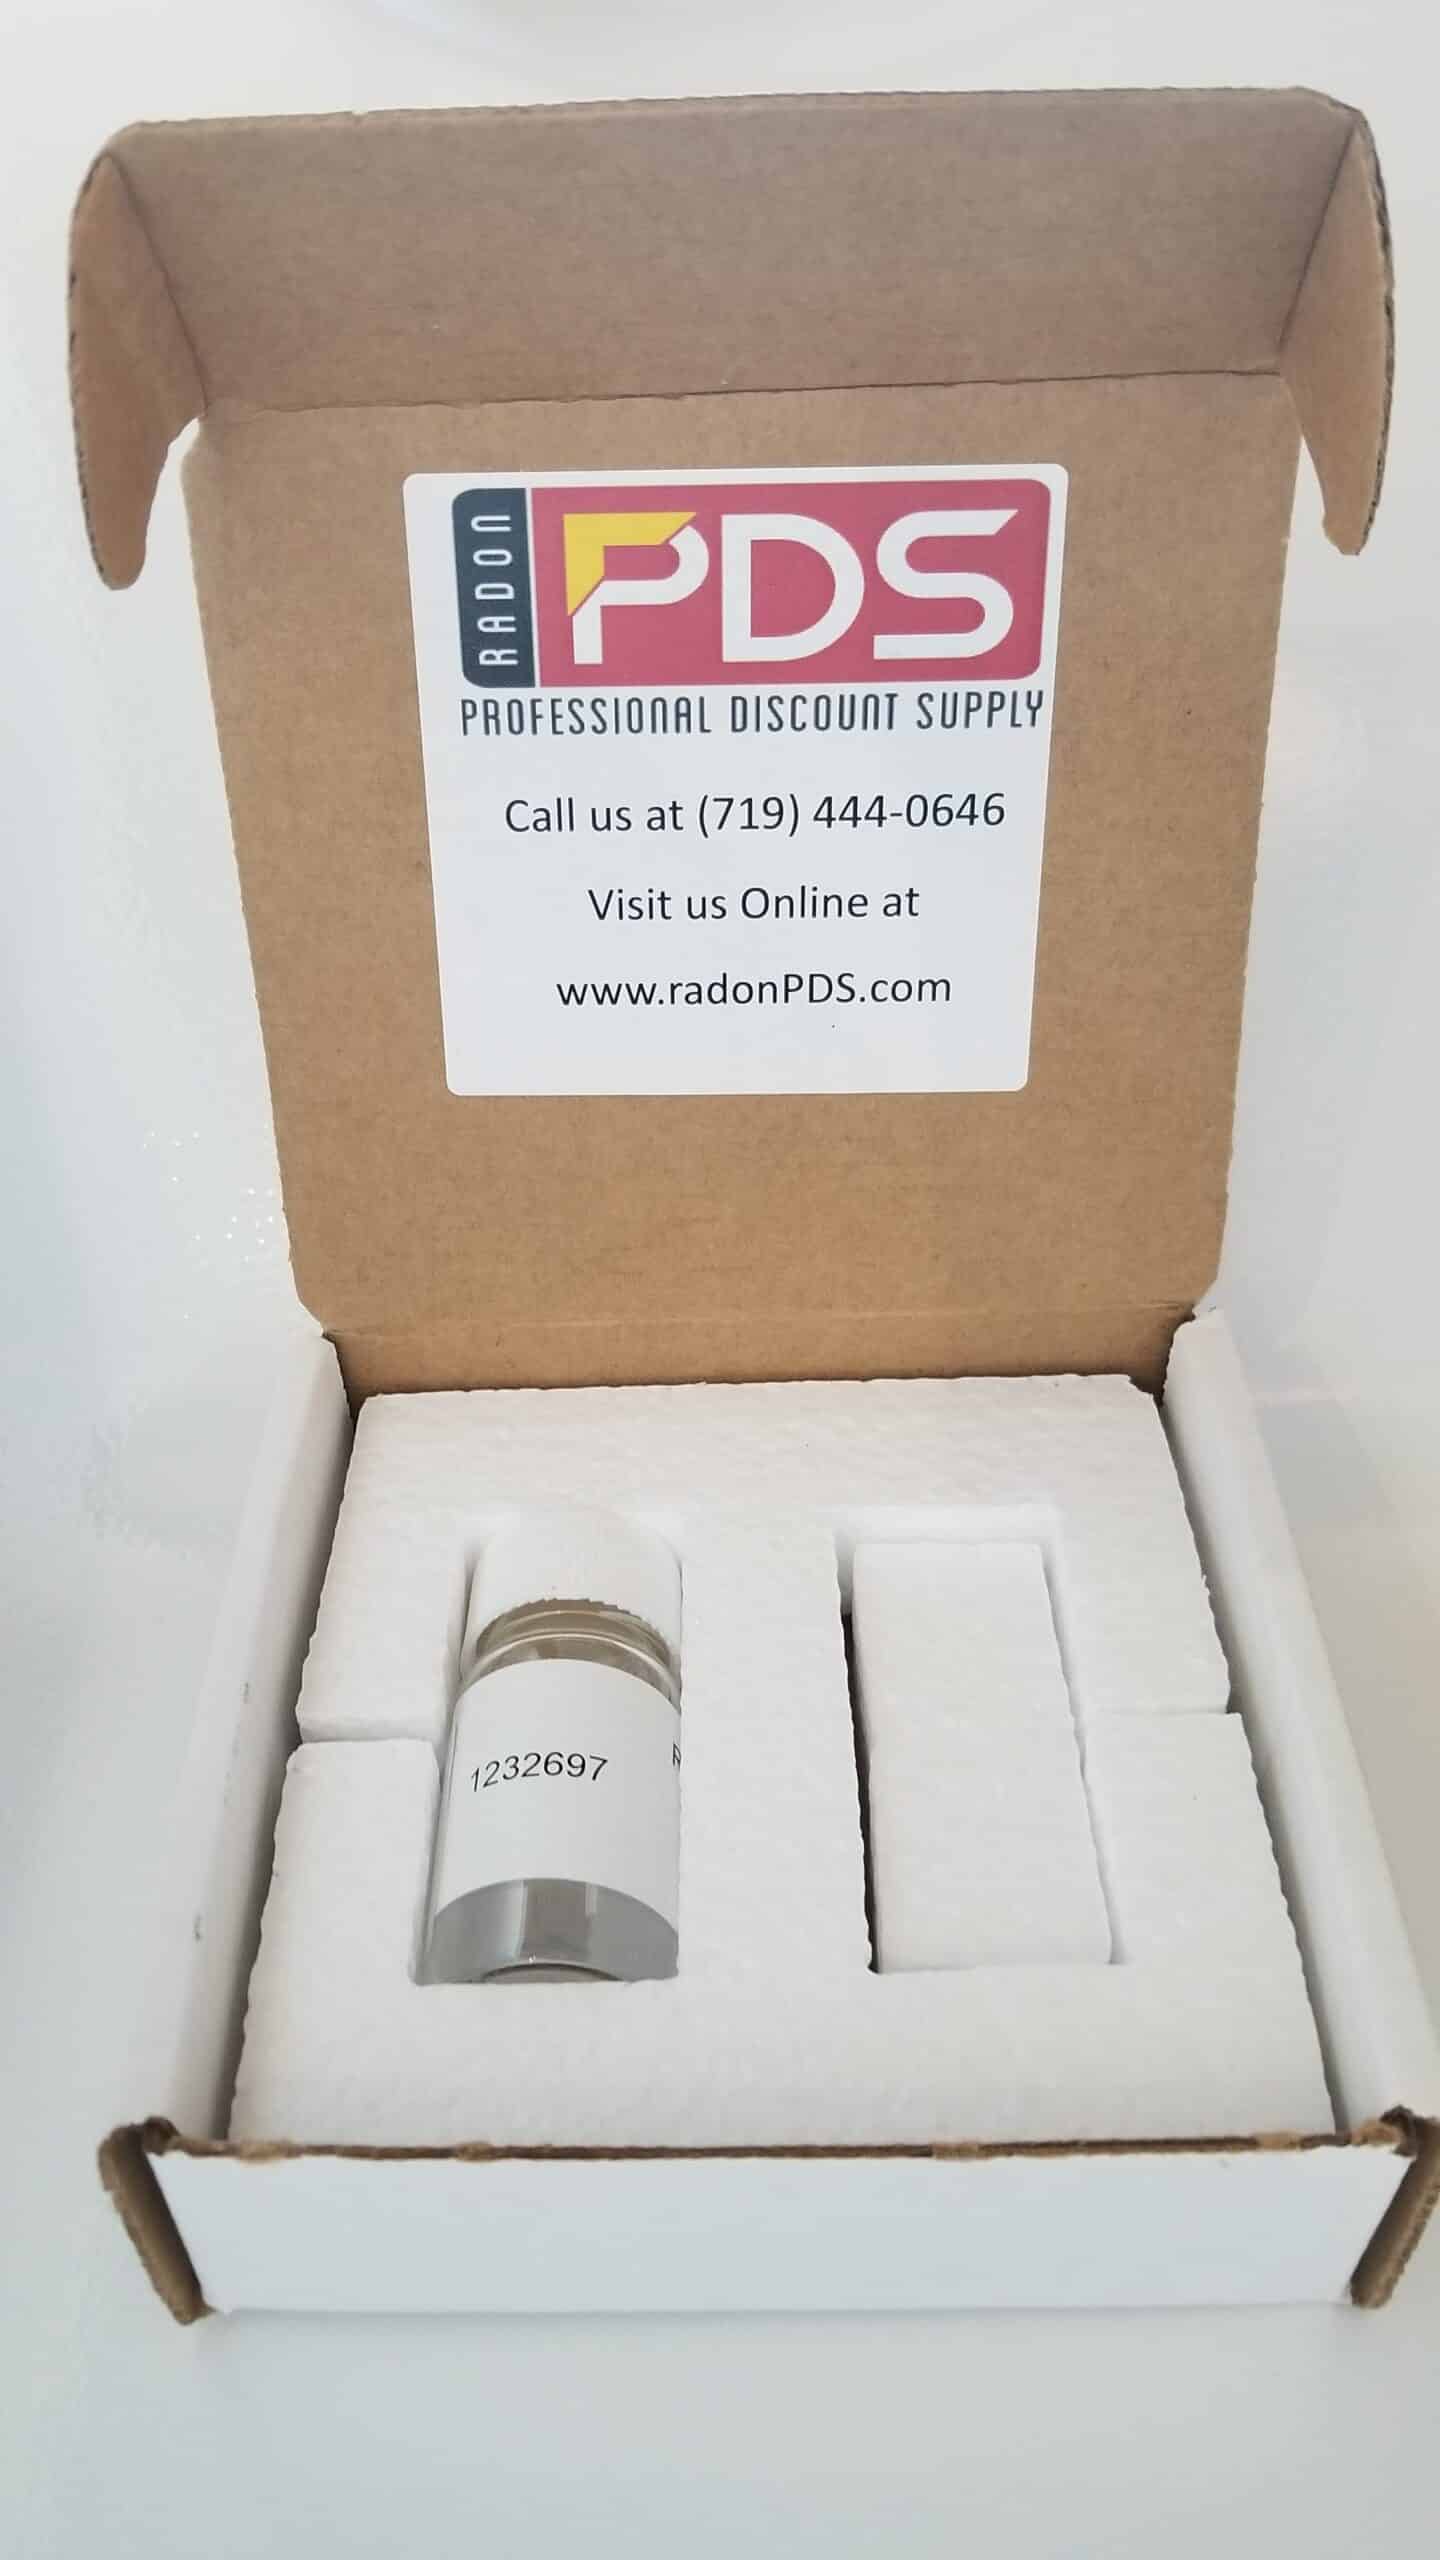 RADON
PDS
PROFESSIONAL DISCOUNT SUPPLY
Call us at (719) 444-0646
Visit us Online at
www.radonPDS.com
1232697